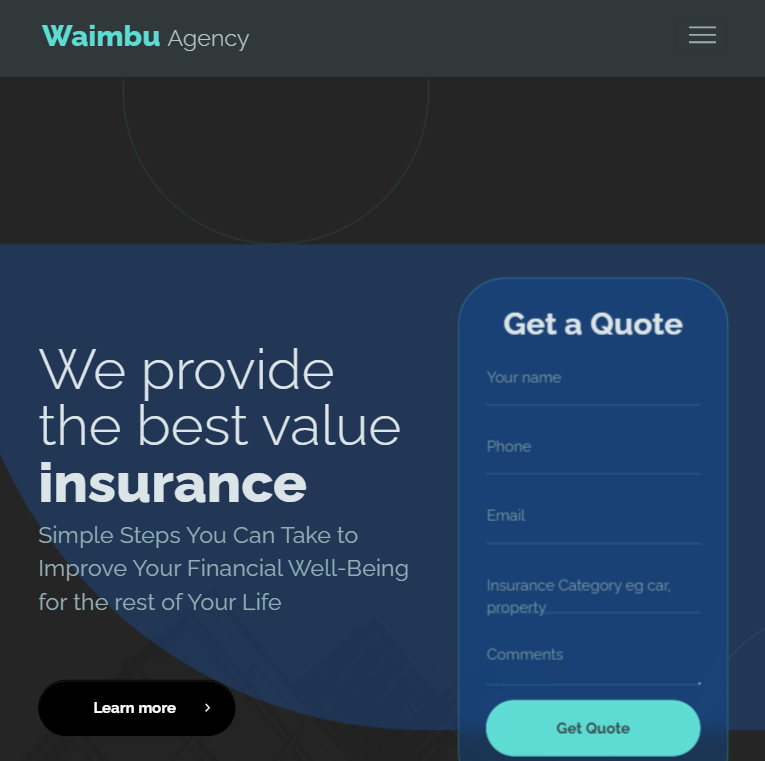 Waimbu Agency
We provide
the best value
insurance
Simple Steps You Can Take to
Improve Your Financial Well-Being
for the rest of Your Life
Learn more
Get a Quote
Your name
Phone
Email
Insurance Category eg car,
property
Comments
Get Quote